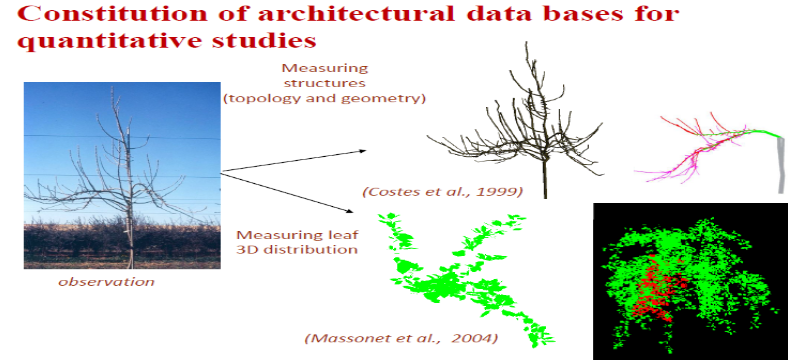 Constitution of architectural data bases for
quantitative studies
Measuring
structures
(topology and geometry)
(Costes et al., 1999)
Measuring leaf
3D distribution
observation
(Massonet et al., 2004)